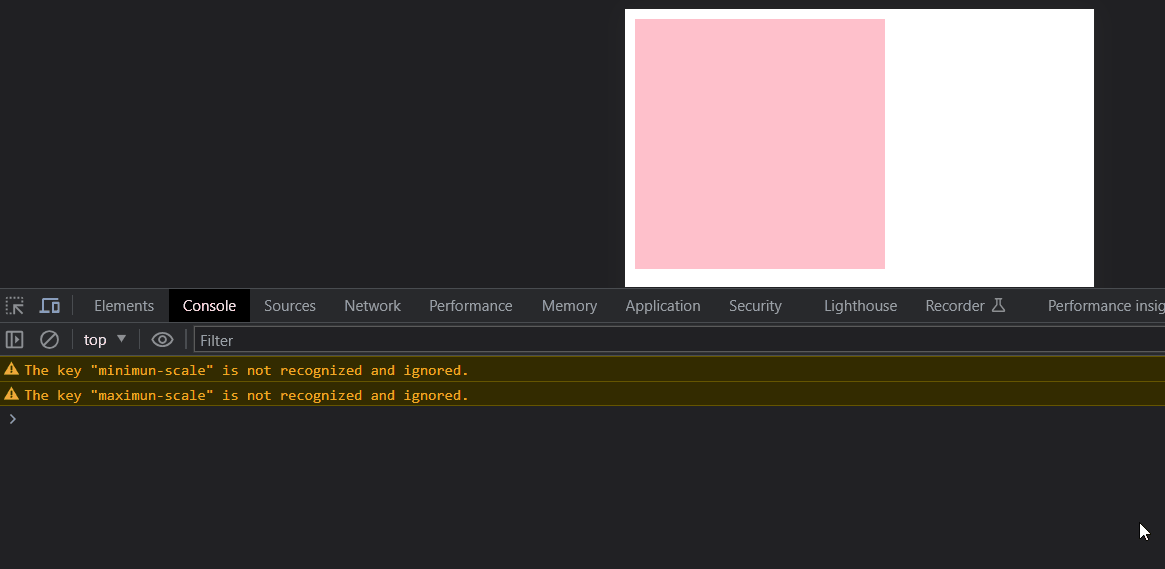 Elements Console Sources Network Performance Memory Application Security Lighthouse Recorder Performance insig
top Filter
The key "minimun-scale" is not recognized and ignored.
The key "maximun-scale" is not recognized and ignored.